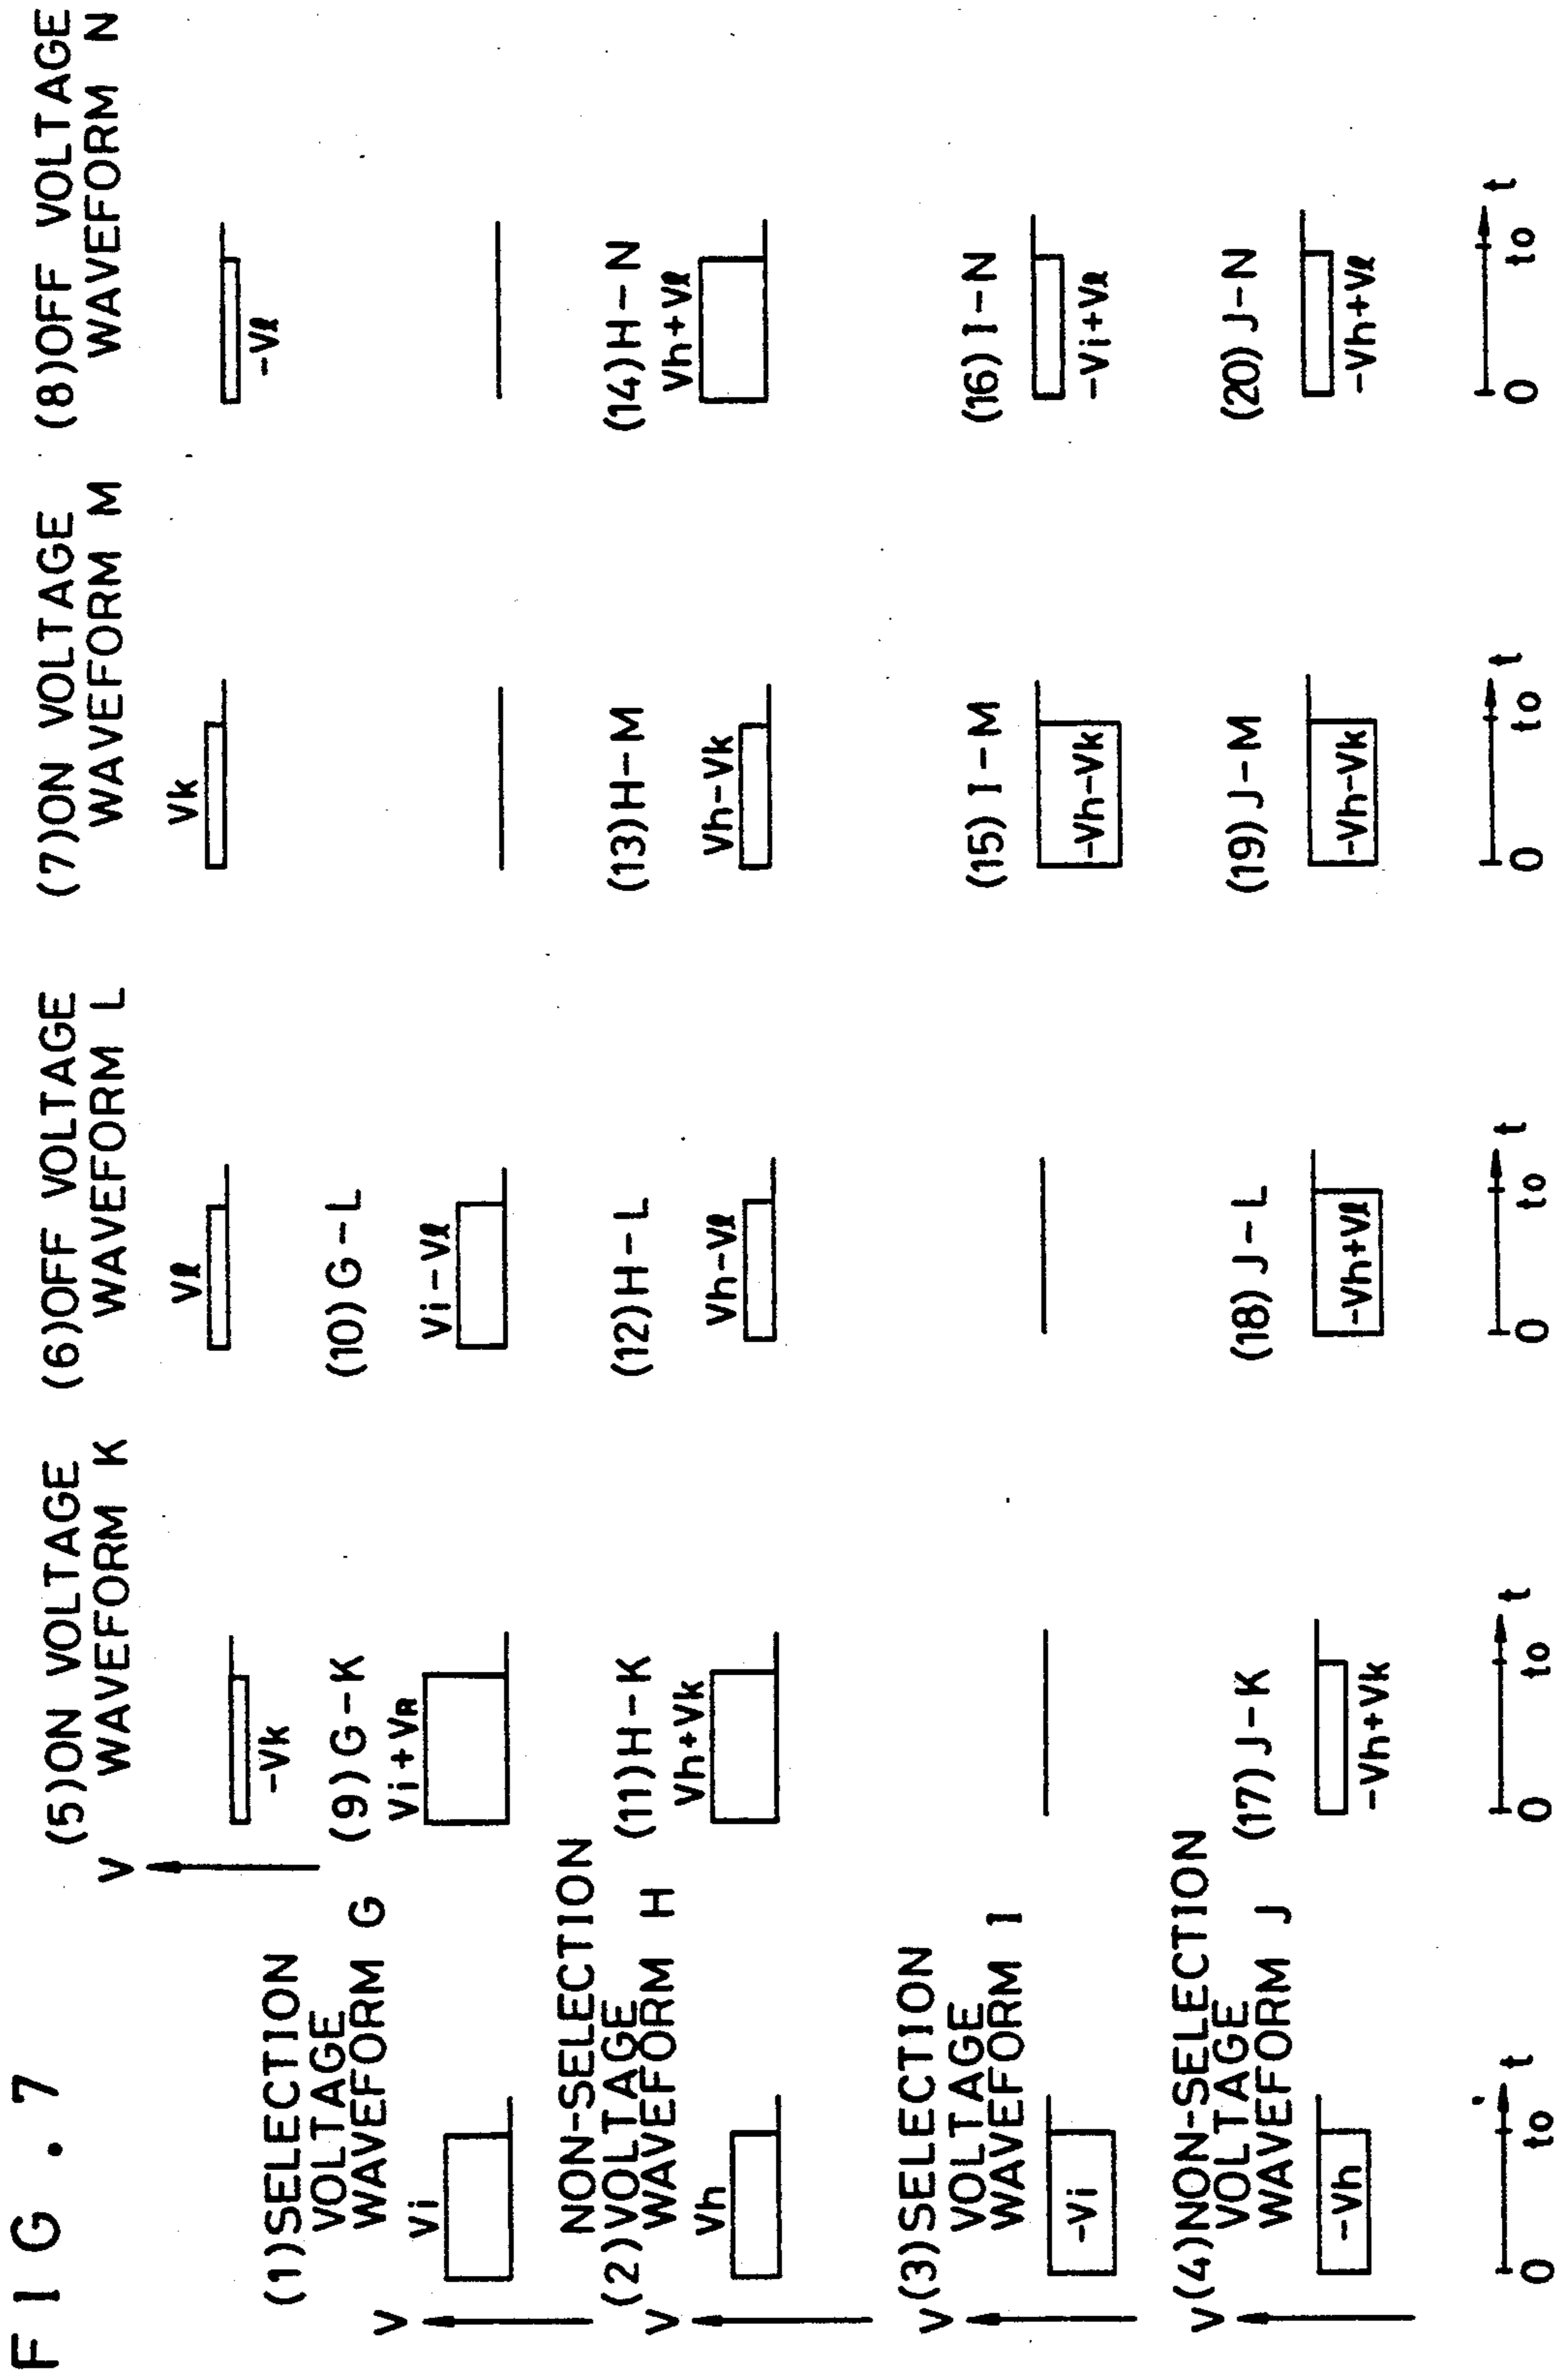 FIG. 7
(5)ON VOLTAGE
WAVEFORM K
(6)OFF VOLTAGE
WAVEFORM L
(7)ON VOLTAGE
WAVEFORM M
(8)OFF VOLTAGE
WAVEFORM N
V
-Vk
Vℓ
Vk
-Vℓ
(1)SELECTION
VOLTAGE
WAVEFORM G
V
Vi
(9)G-K
Vi+VR
(10)G-L
Vi-Vℓ
NON-SELECTION
(2)VOLTAGE
WAVEFORM H
V
Vh
(11)H-K
Vh+Vk
(12)H-L
Vh-Vℓ
(13)H-M
Vh-Vk
(14)H-N
Vh+Vℓ
(3)SELECTION
VOLTAGE
WAVEFORM I
V
-Vi
(15)I-M
-Vh-Vk
(16)I-N
-Vi+Vℓ
(4)NON-SELECTION
VOLTAGE
WAVEFORM J
V
-Vh
(17)J-K
-Vh+Vk
(18)J-L
-Vh+Vℓ
(19)J-M
-Vh-Vk
(20)J-N
-Vh+Vℓ
0 to t
0 to t
0 to t
0 to t
0 to t